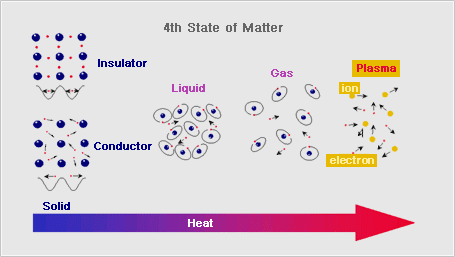 4th State of Matter
Insulator
Liquid
Gas
Plasma
ion
Conductor
electron
Solid
Heat